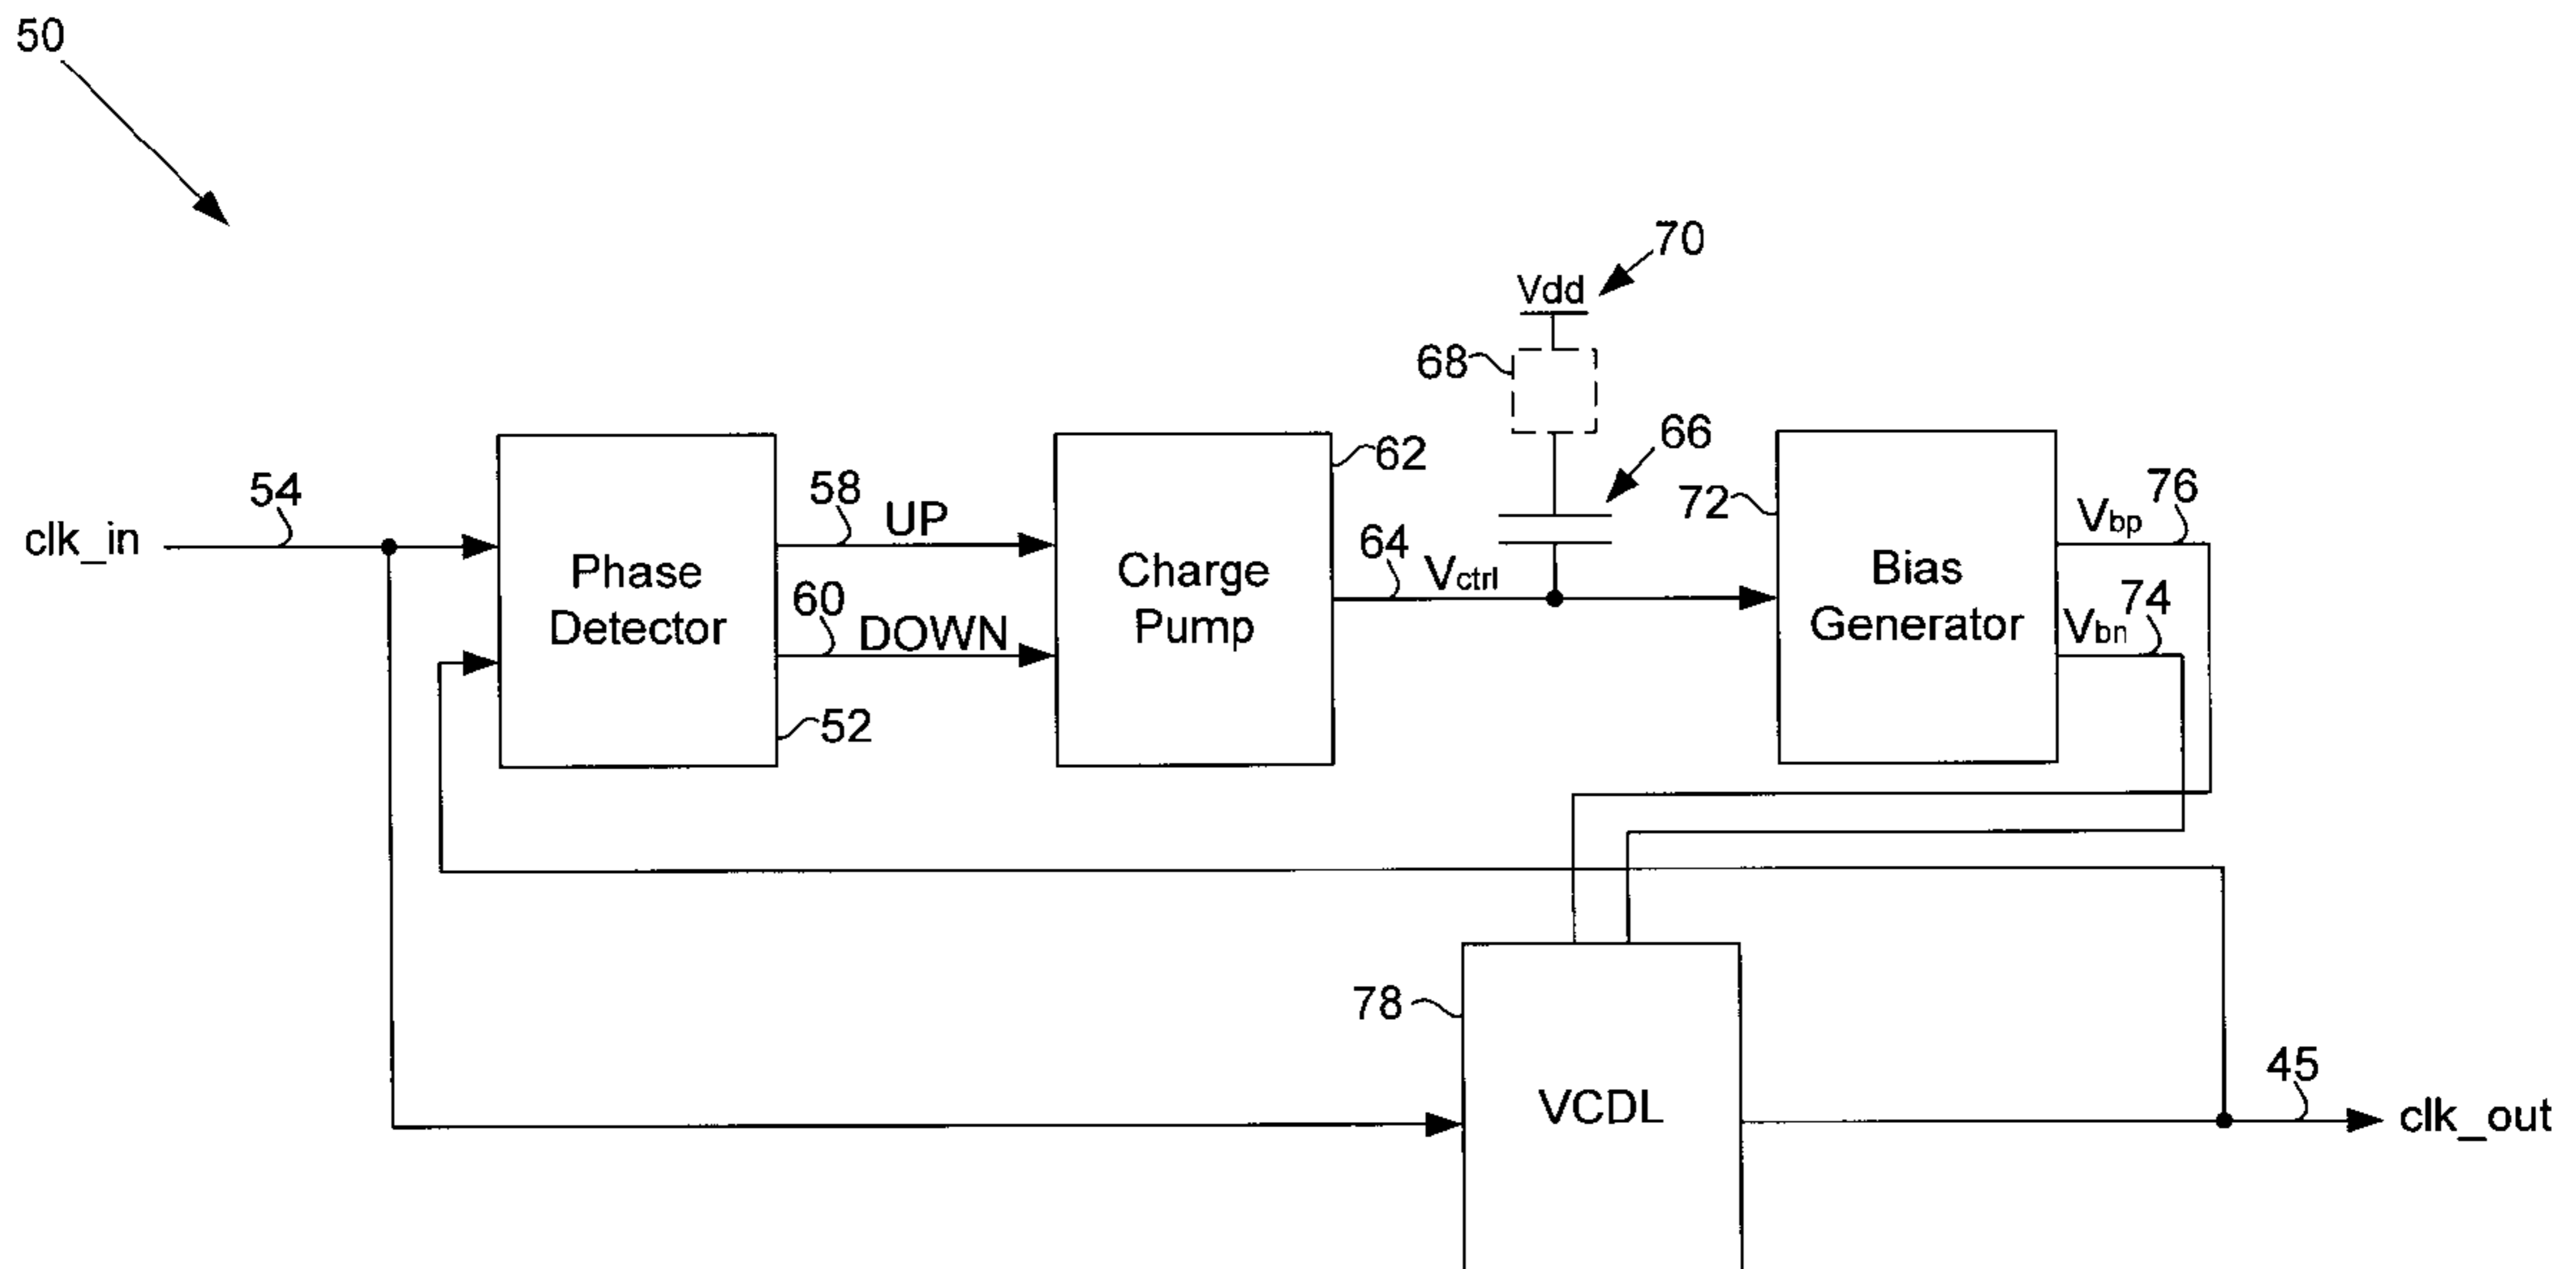 50
70
Vdd
68
66
62
54
58
UP
72
76
Vbp
clk_in
64
Vctrl
Phase
Detector
Charge
Pump
Bias
Generator
60
DOWN
74
Vbn
52
78
VCDL
45
clk_out